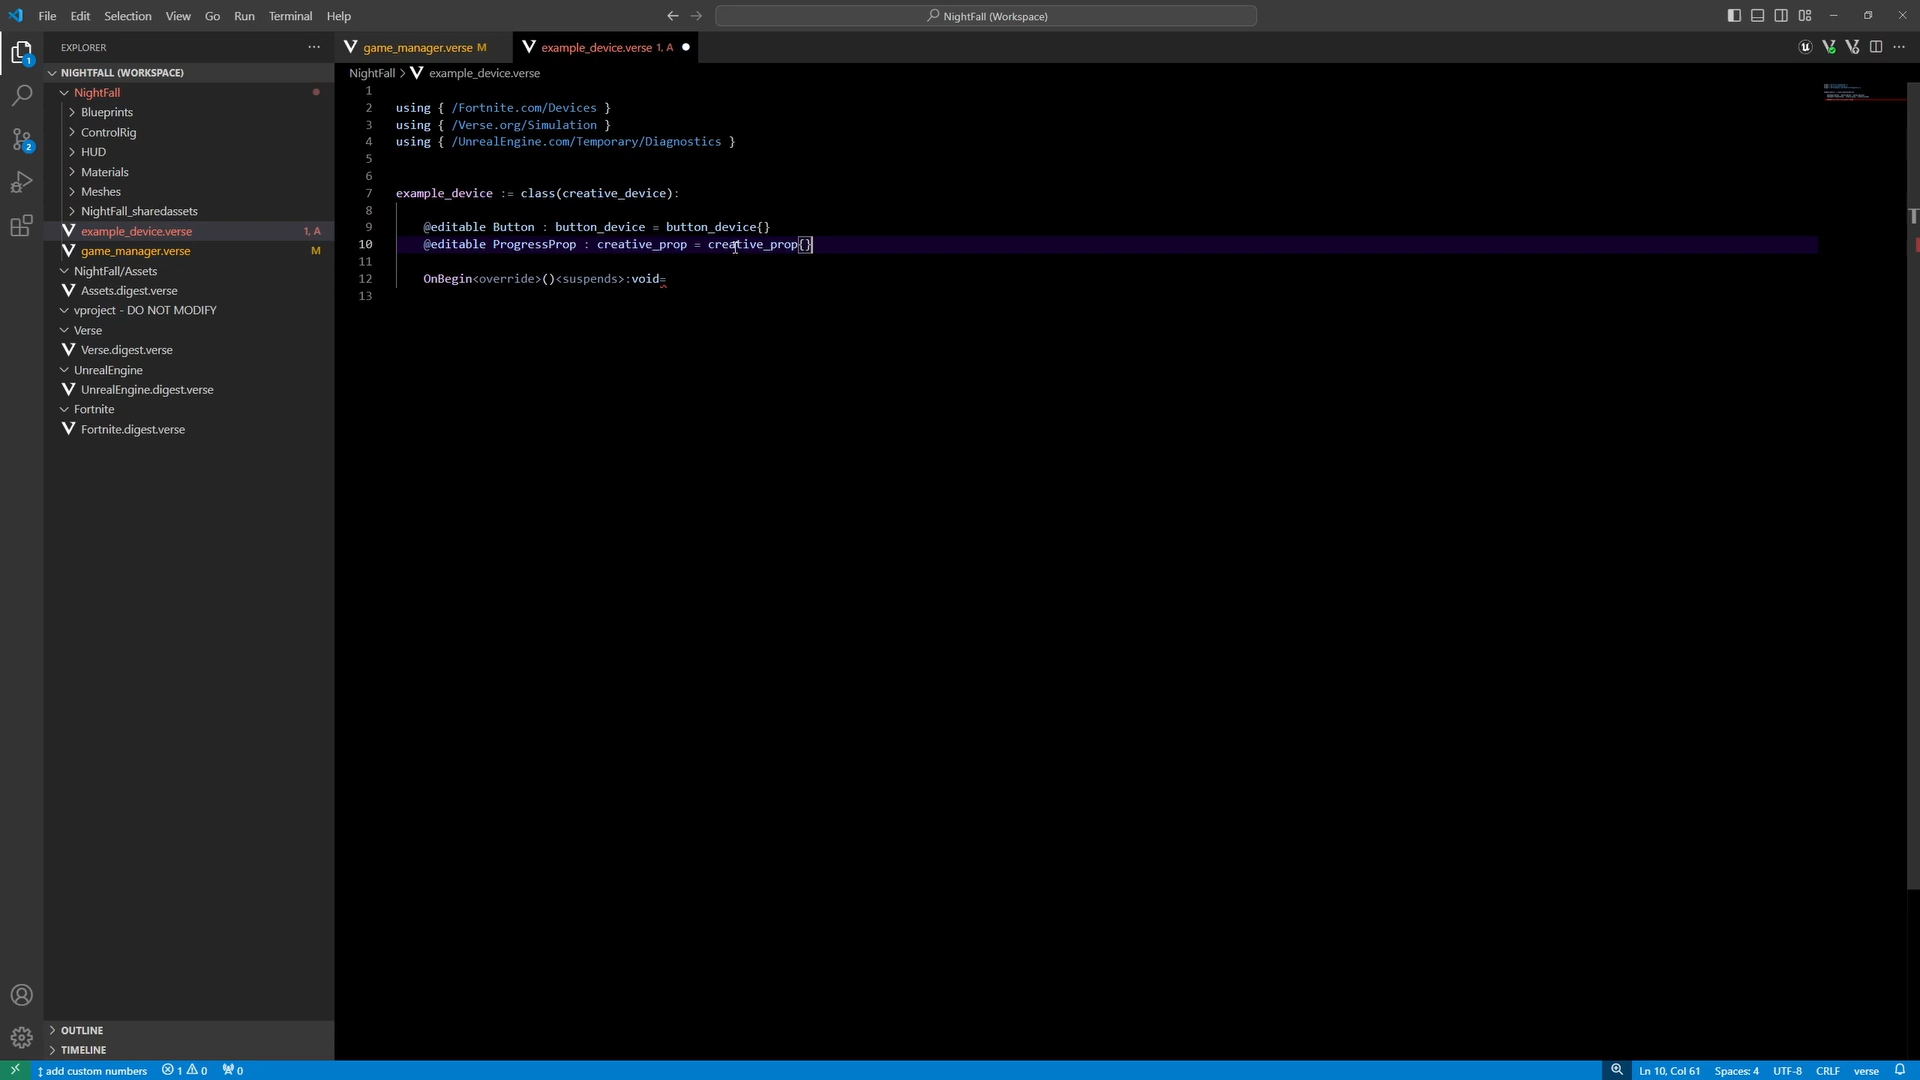 File Edit Selection View Go Run Terminal Help
NightFall (Workspace)
EXPLORER
game_manager.verse M
example_device.verse 1, A
NIGHTFALL (WORKSPACE)
NightFall
Blueprints
ControlRig
HUD
Materials
Meshes
NightFall_sharedassets
example_device.verse 1, A
game_manager.verse M
NightFall/Assets
Assets.digest.verse
vproject - DO NOT MODIFY
Verse
Verse.digest.verse
UnrealEngine
UnrealEngine.digest.verse
Fortnite
Fortnite.digest.verse
OUTLINE
TIMELINE
NightFall > example_device.verse
1
2 using { /Fortnite.com/Devices }
3 using { /Verse.org/Simulation }
4 using { /UnrealEngine.com/Temporary/Diagnostics }
5
6
7 example_device := class(creative_device):
8
9 @editable Button : button_device = button_device{}
10 @editable ProgressProp : creative_prop = creative_prop{}
11
12 OnBegin<override>()<suspends>:void=
13
1
2
add custom numbers 1 0 0
Ln 10, Col 61 Spaces: 4 UTF-8 CRLF verse